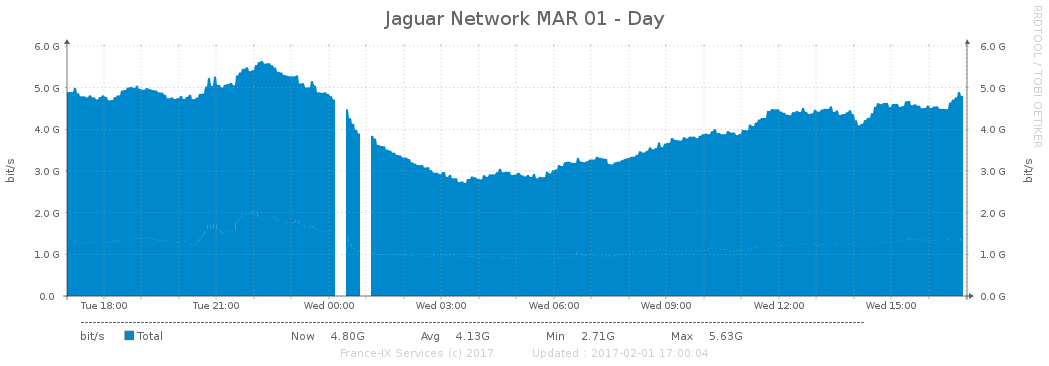 Jaguar Network MAR 01 - Day
RRDTOOL / TOBI OETIKER
bit/s
6.0 G
5.0 G
4.0 G
3.0 G
2.0 G
1.0 G
0.0
6.0 G
5.0 G
4.0 G
3.0 G
2.0 G
1.0 G
0.0 G
bit/s
Tue 18:00 Tue 21:00 Wed 00:00 Wed 03:00 Wed 06:00 Wed 09:00 Wed 12:00 Wed 15:00
bit/s Total Now 4.80G Avg 4.13G Min 2.71G Max 5.63G
France-IX Services (c) 2017 Updated : 2017-02-01 17:00:04